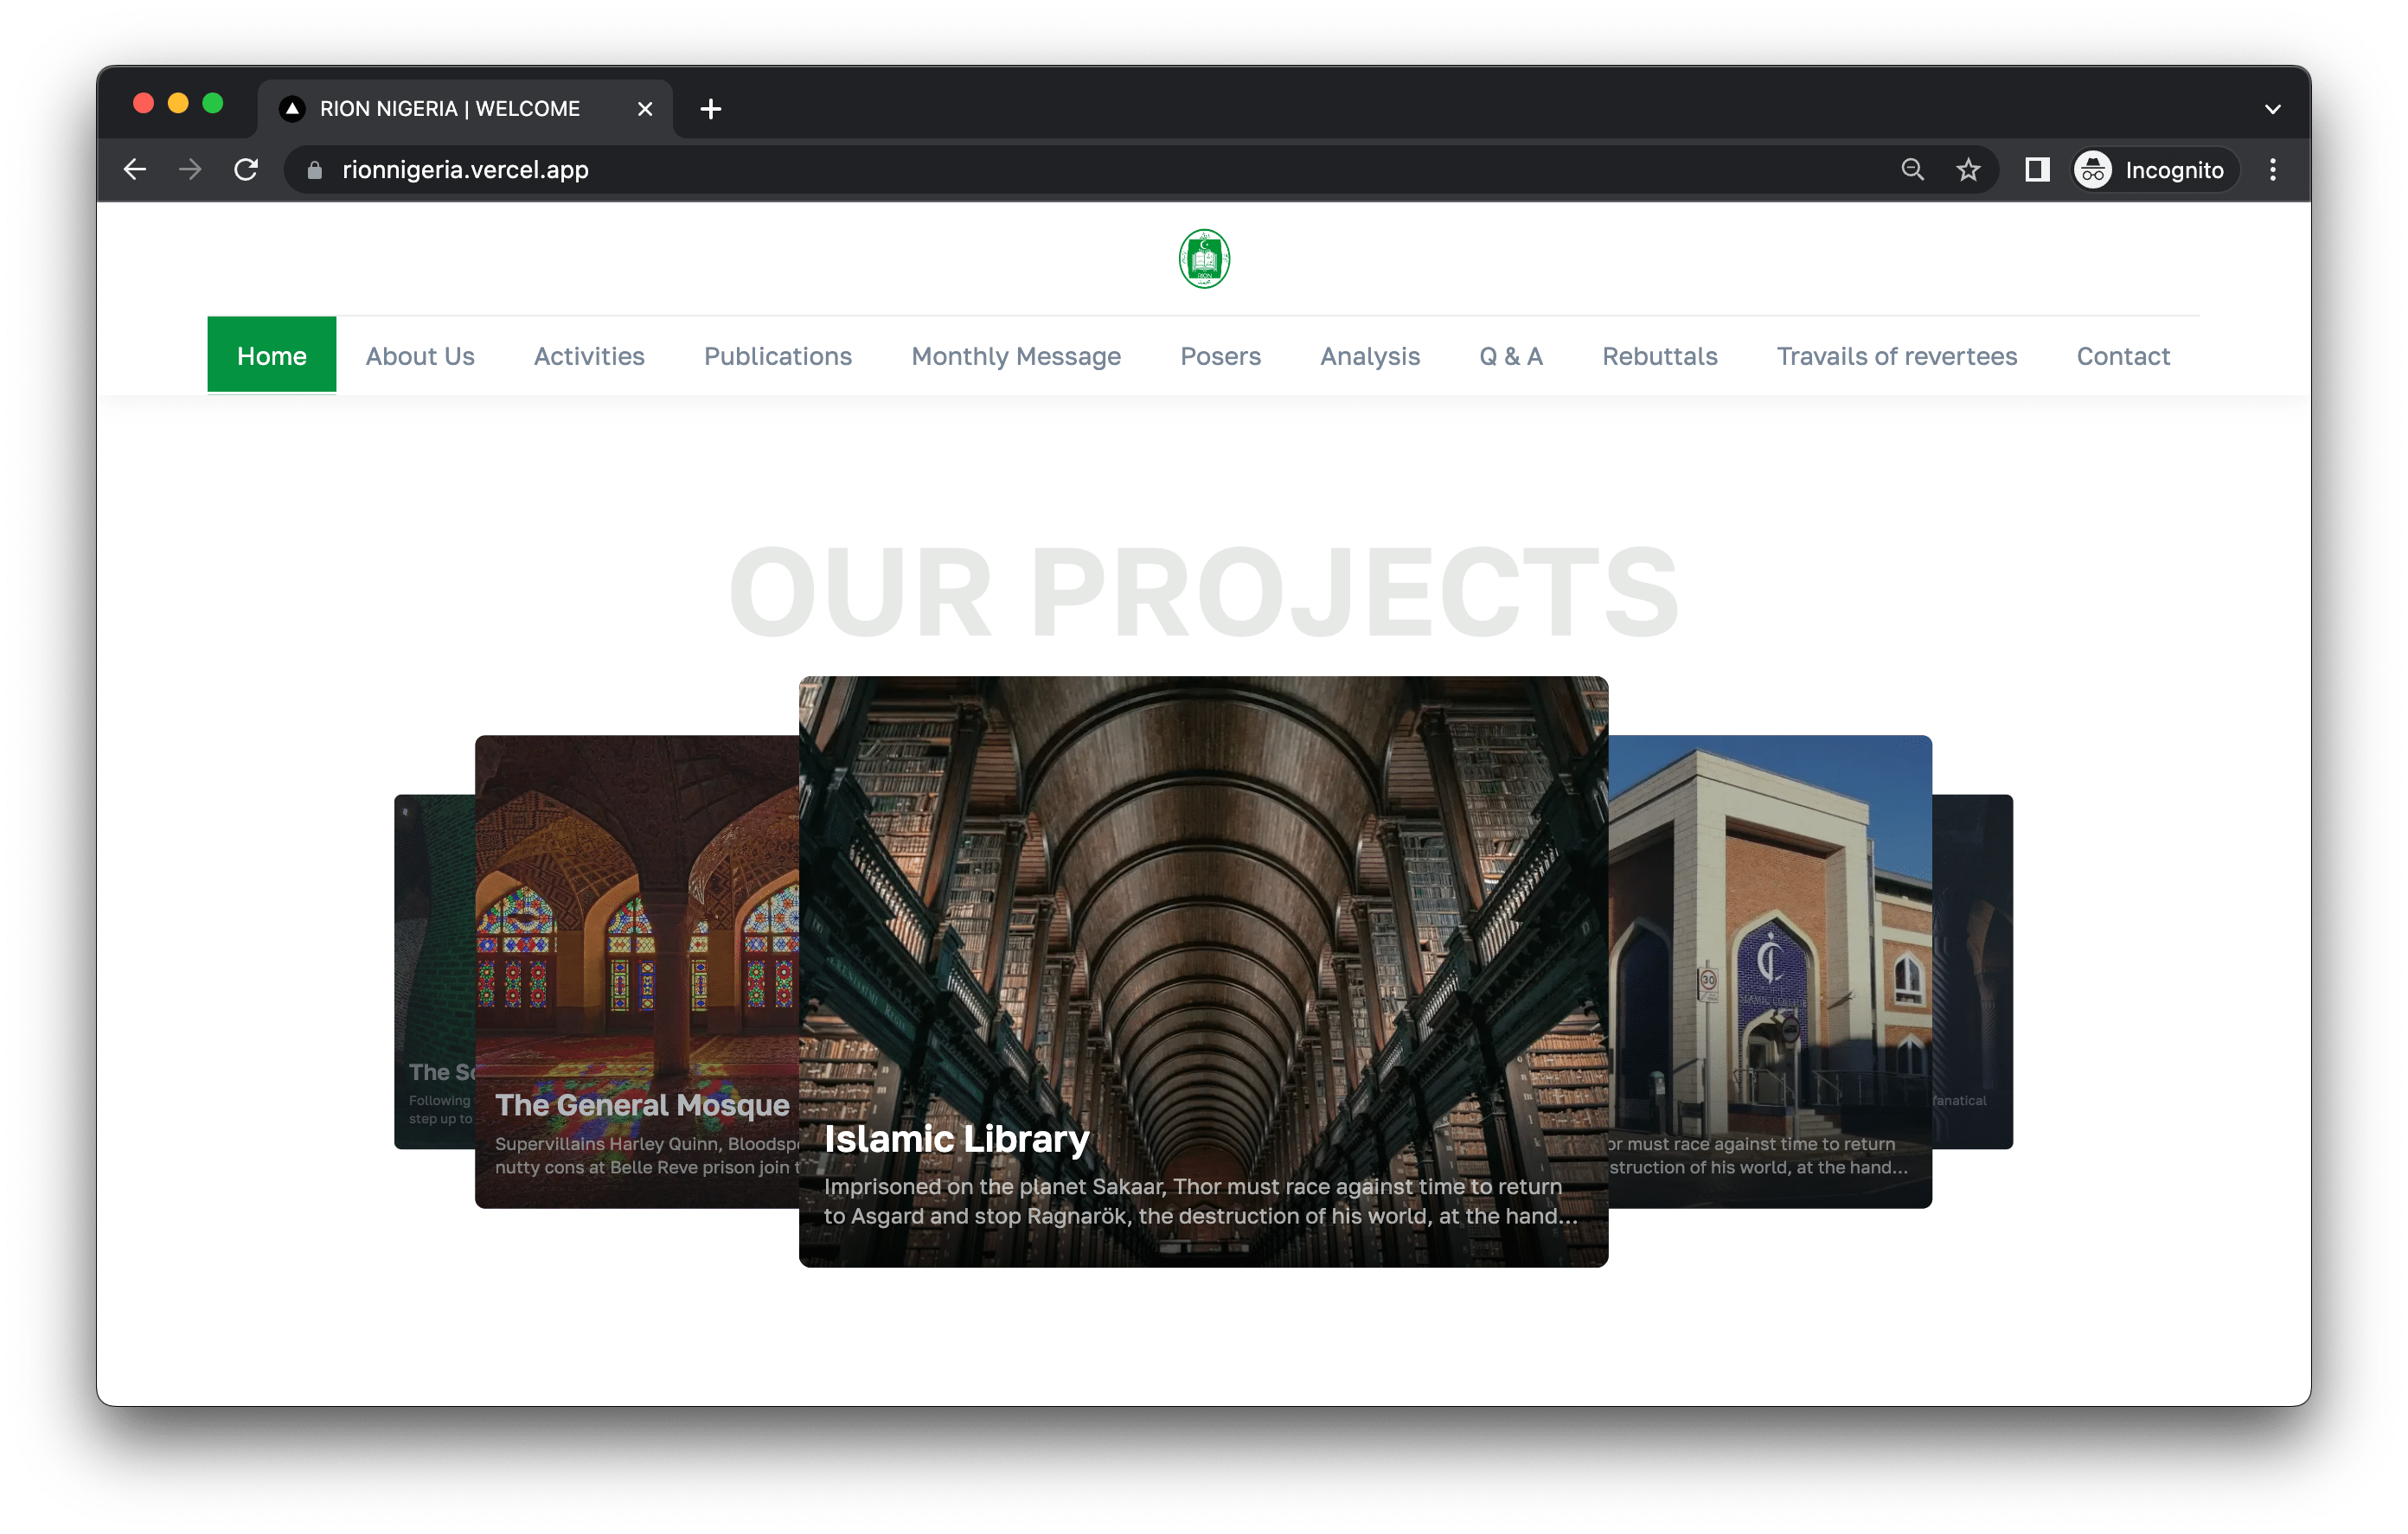 RION NIGERIA | WELCOME
rionnigeria.vercel.app
Incognito
RION
Home About Us Activities Publications Monthly Message Posers Analysis Q & A Rebuttals Travails of revertees Contact
OUR PROJECTS
The
Following
step up to
The General Mosque
Supervillains Harley Quinn,
nutty cons at Belle Reve prison join
Islamic Library
Imprisoned on the planet Sakaar, Thor must race against time to return
to Asgard and stop Ragnarök, the destruction of his world, at the hand...
30
must race against time to return
of his world, at the hand...
fanatical